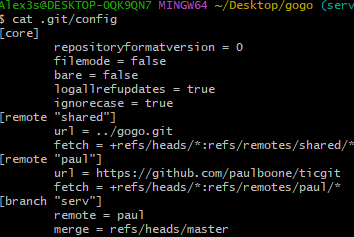 Alex3s@DESKTOP-OQK9QN7 MINGW64 ~/Desktop/gogo (serv
$ cat .git/config
[core]
        repositoryformatversion = 0
        filemode = false
        bare = false
        logallrefupdates = true
        ignorecase = true
[remote "shared"]
        url = ../gogo.git
        fetch = +refs/heads/*:refs/remotes/shared/*
[remote "paul"]
        url = https://github.com/paulboone/ticgit
        fetch = +refs/heads/*:refs/remotes/paul/*
[branch "serv"]
        remote = paul
        merge = refs/heads/master